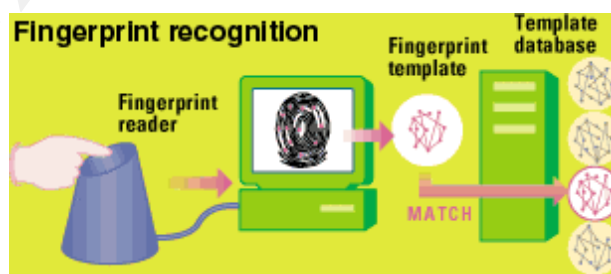 Fingerprint recognition
Template
database
Fingerprint
template
Fingerprint
reader
MATCH